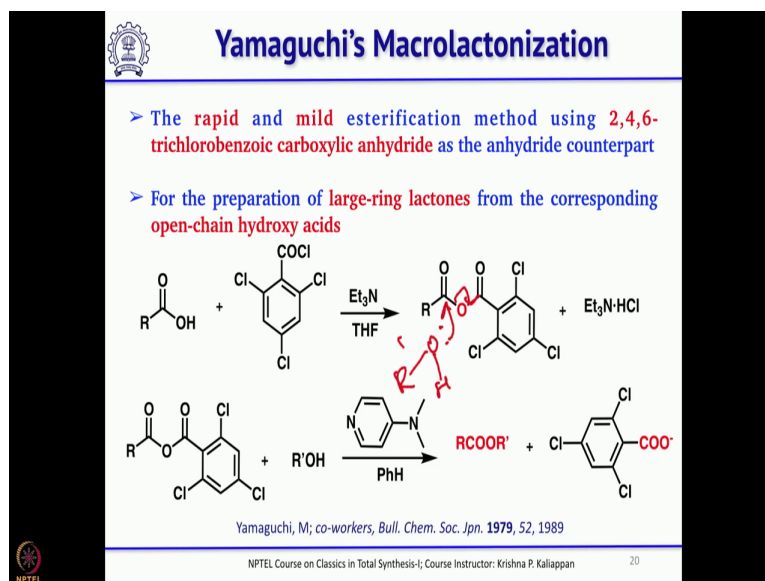 Yamaguchi's Macrolactonization
➢ The rapid and mild esterification method using 2,4,6-
trichlorobenzoic carboxylic anhydride as the anhydride counterpart
➢ For the preparation of large-ring lactones from the corresponding
open-chain hydroxy acids
O
R
OH
+
COCl
Cl
Cl
Cl
Et₃N
THF
O
O
Cl
R
O
Cl
Cl
+
Et₃N·HCl
O
R
H
O
O
Cl
R
O
Cl
Cl
+
R'OH
N
N
PhH
RCOOR'
+
Cl
Cl
COO⁻
Cl
Yamaguchi, M; co-workers, Bull. Chem. Soc. Jpn. 1979, 52, 1989
NPTEL Course on Classics in Total Synthesis-I; Course Instructor: Krishna P. Kaliappan
20
NPTEL